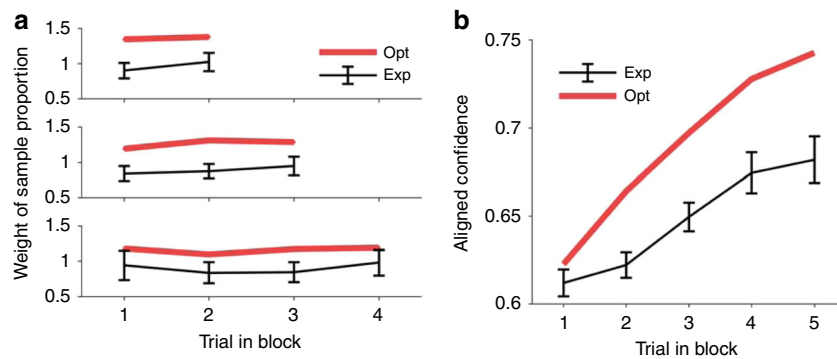 a
Weight of sample proportion
1.5
1
0.5
Opt
Exp
1.5
1
0.5
1.5
1
0.5
1
2
3
4
Trial in block
b
Aligned confidence
0.75
0.7
0.65
0.6
Exp
Opt
1
2
3
4
5
Trial in block